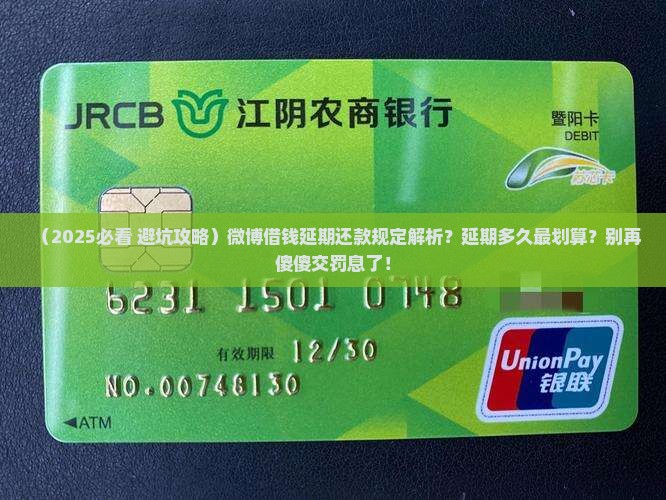 JRCB 江阴农商银行
暨阳卡
DEBIT
（2025必看 避坑攻略）微博借钱延期还款规定解析？延期多久最划算？别再
傻傻交罚息了！
6231 1501 0748
有效期限 12/30
NO.00748130
UnionPay
银联
◄ATM